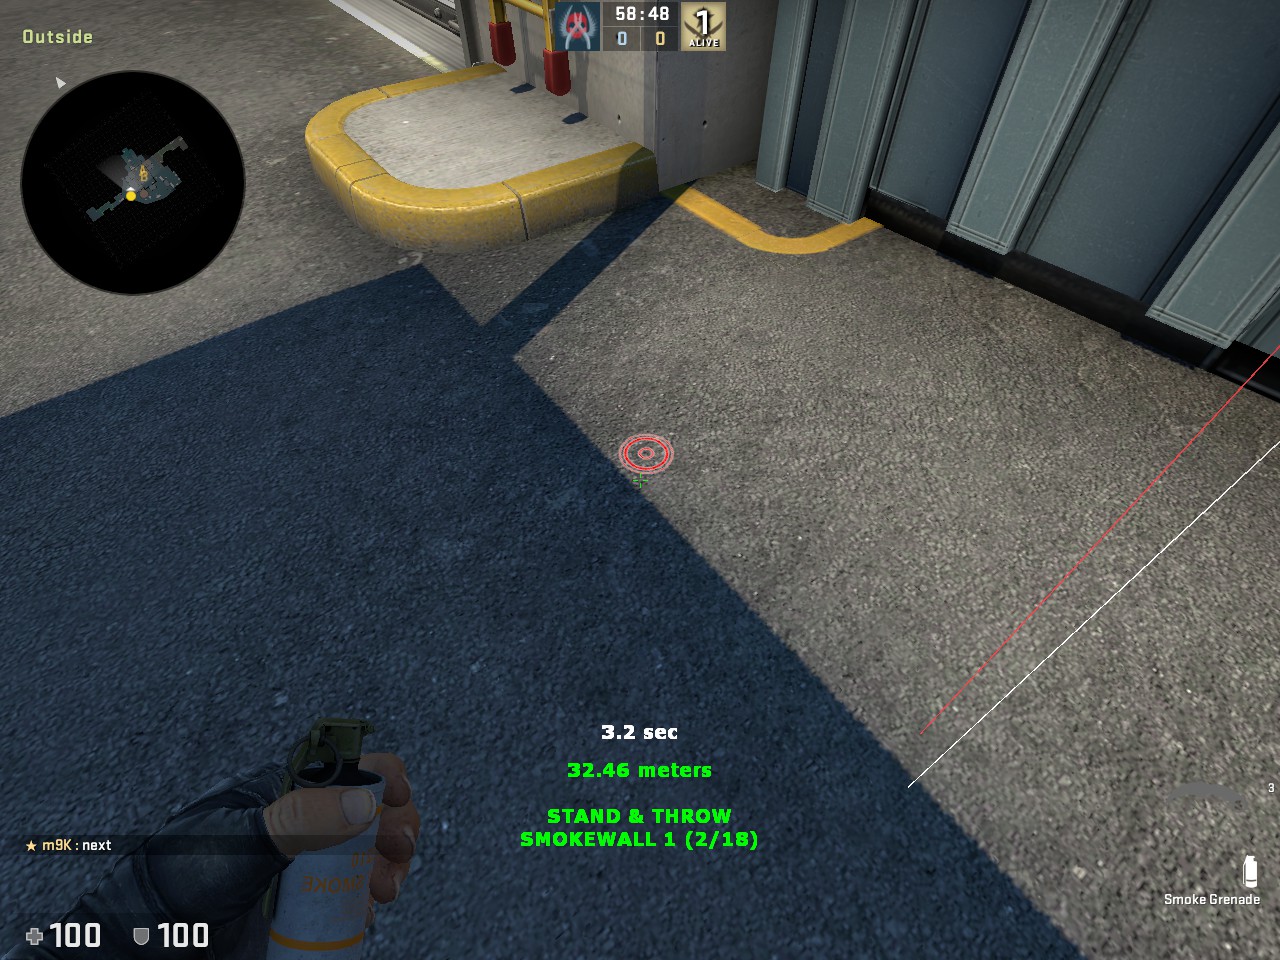 Outside
58:48
0 0
1
ALIVE
A
B
3.2 sec
32.46 meters
STAND & THROW
SMOKEWALL 1 (2/18)
3
★ m9K : next
SMOKE
Smoke Grenade
100 100